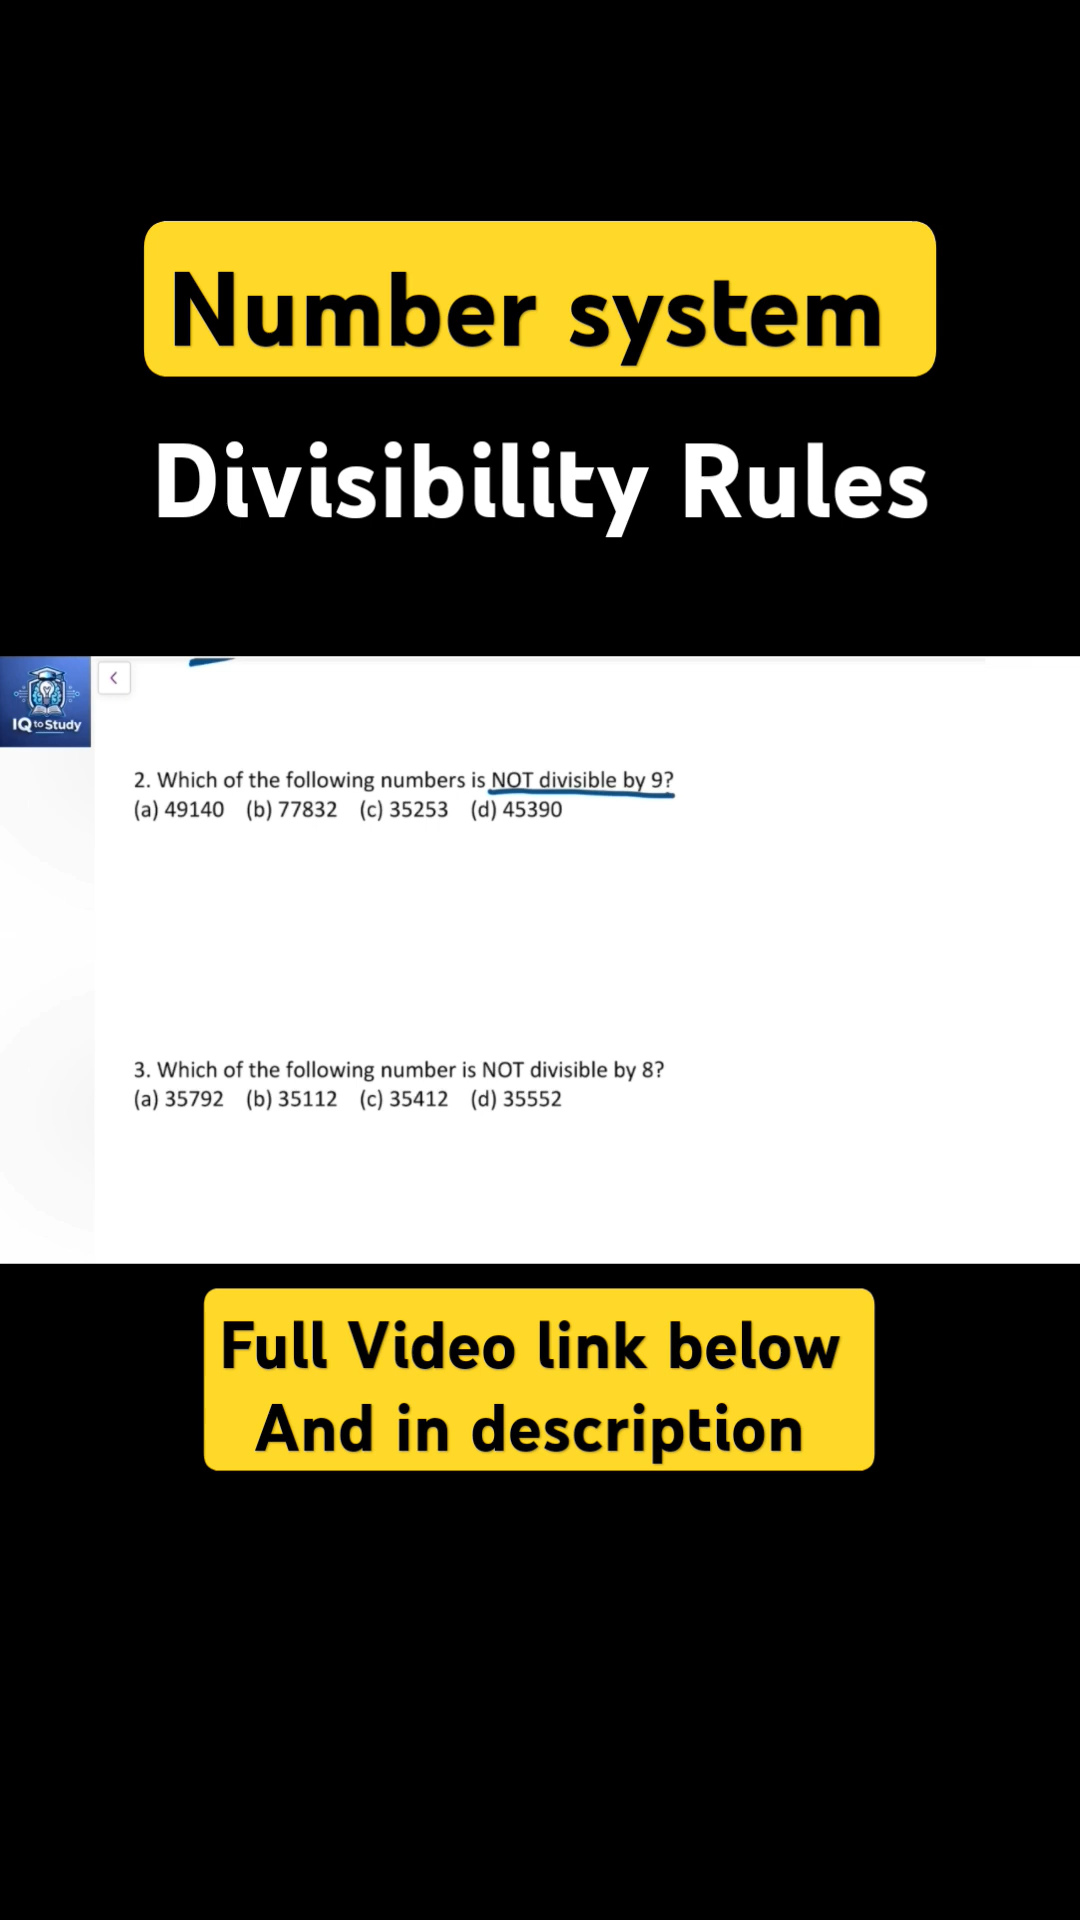 Number system
Divisibility Rules
IQ to Study
2. Which of the following numbers is NOT divisible by 9?
(a) 49140 (b) 77832 (c) 35253 (d) 45390
3. Which of the following number is NOT divisible by 8?
(a) 35792 (b) 35112 (c) 35412 (d) 35552
Full Video link below
And in description